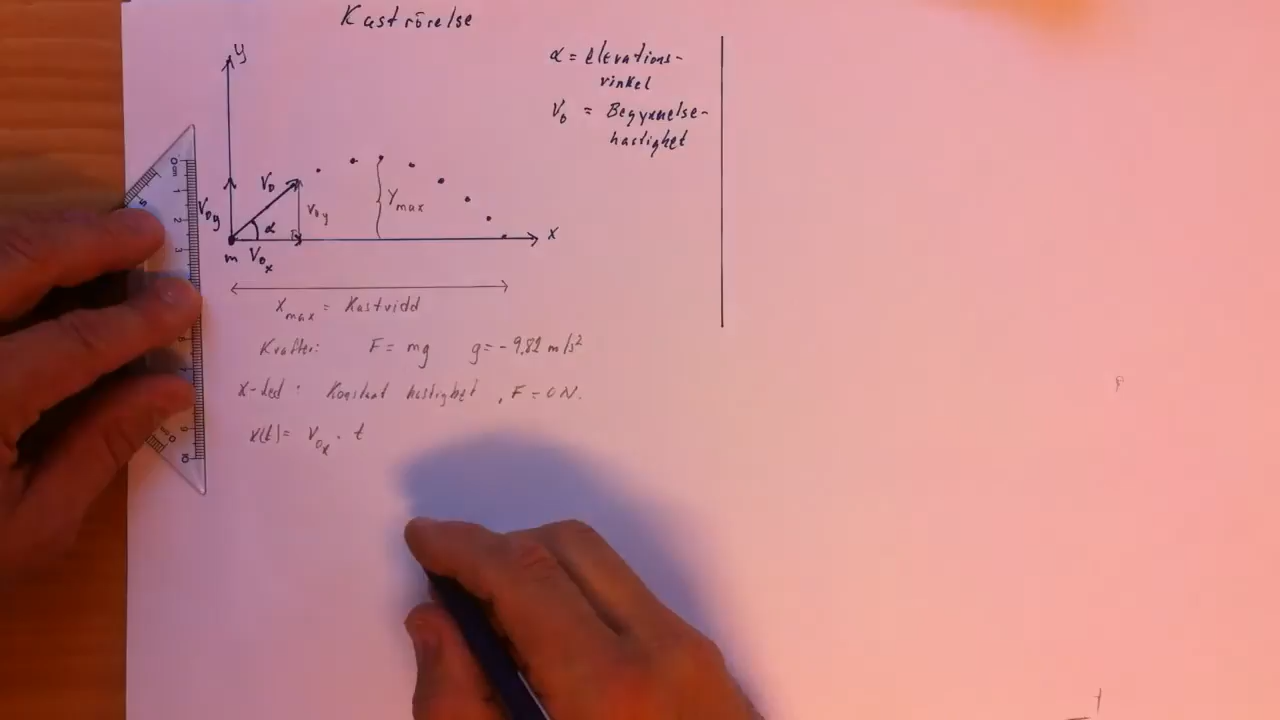 Kaströrelse
y
α = Elevations-
vinkel
V₀ = Begynnelse-
hastighet
V₀
V₀y
V₀y
α
Ymax
x
m V₀x
Xmax = Kastvidd
Krafter: F = mg g = -9,82 m/s²
X-led: Konstant hastighet, F = 0 N.
x(t) = V₀x · t